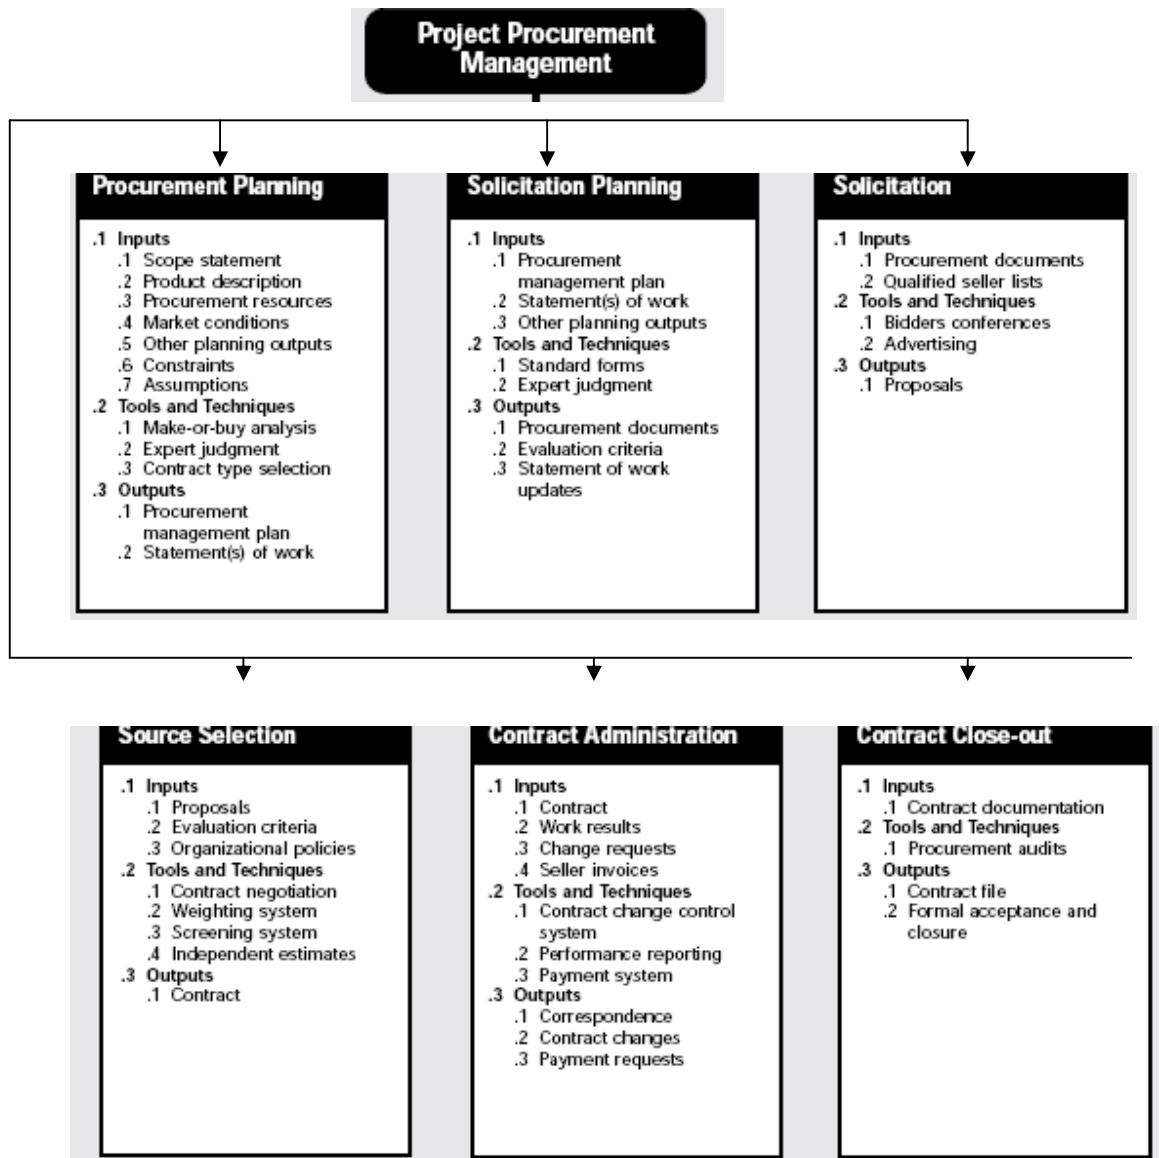 Project Procurement
Management
Procurement Planning
.1 Inputs
.1 Scope statement
.2 Product description
.3 Procurement resources
.4 Market conditions
.5 Other planning outputs
.6 Constraints
.7 Assumptions
.2 Tools and Techniques
.1 Make-or-buy analysis
.2 Expert judgment
.3 Contract type selection
.3 Outputs
.1 Procurement
management plan
.2 Statement(s) of work
Solicitation Planning
.1 Inputs
.1 Procurement
management plan
.2 Statement(s) of work
.3 Other planning outputs
.2 Tools and Techniques
.1 Standard forms
.2 Expert judgment
.3 Outputs
.1 Procurement documents
.2 Evaluation criteria
.3 Statement of work
updates
Solicitation
.1 Inputs
.1 Procurement documents
.2 Qualified seller lists
.2 Tools and Techniques
.1 Bidders conferences
.2 Advertising
.3 Outputs
.1 Proposals
Source Selection
.1 Inputs
.1 Proposals
.2 Evaluation criteria
.3 Organizational policies
.2 Tools and Techniques
.1 Contract negotiation
.2 Weighting system
.3 Screening system
.4 Independent estimates
.3 Outputs
.1 Contract
Contract Administration
.1 Inputs
.1 Contract
.2 Work results
.3 Change requests
.4 Seller invoices
.2 Tools and Techniques
.1 Contract change control
system
.2 Performance reporting
.3 Payment system
.3 Outputs
.1 Correspondence
.2 Contract changes
.3 Payment requests
Contract Close-out
.1 Inputs
.1 Contract documentation
.2 Tools and Techniques
.1 Procurement audits
.3 Outputs
.1 Contract file
.2 Formal acceptance and
closure